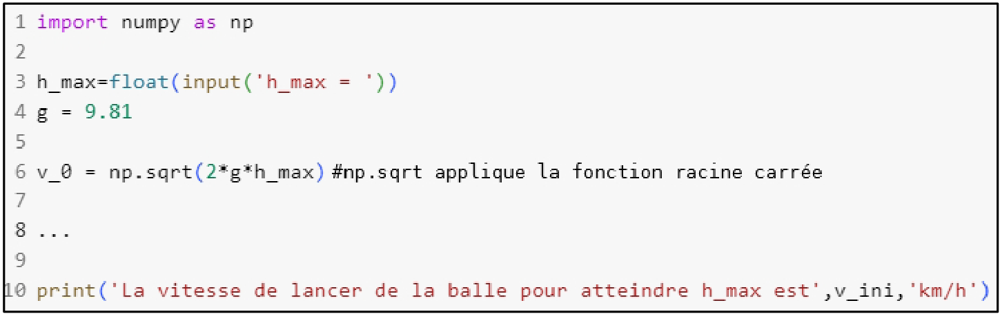 1 import numpy as np
2
3 h_max=float(input('h_max = '))
4 g = 9.81
5
6 v_0 = np.sqrt(2*g*h_max) #np.sqrt applique la fonction racine carrée
7
8 ...
9
10 print('La vitesse de lancer de la balle pour atteindre h_max est',v_ini,'km/h')